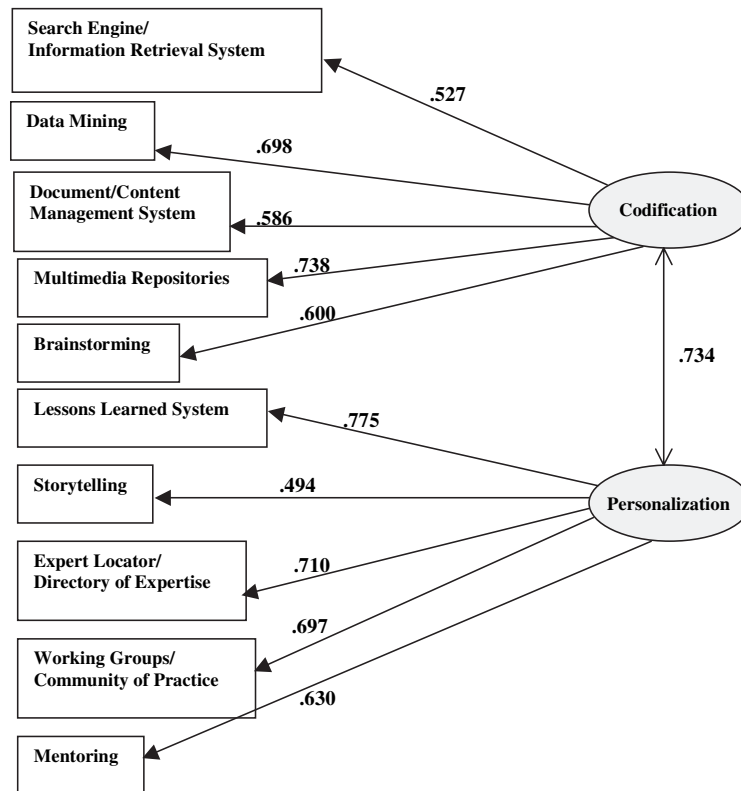 Search Engine/
Information Retrieval System
.527
Data Mining
.698
Document/Content
Management System
.586
Codification
Multimedia Repositories
.738
.600
Brainstorming
.734
Lessons Learned System
.775
Storytelling
.494
Personalization
Expert Locator/
Directory of Expertise
.710
.697
Working Groups/
Community of Practice
.630
Mentoring